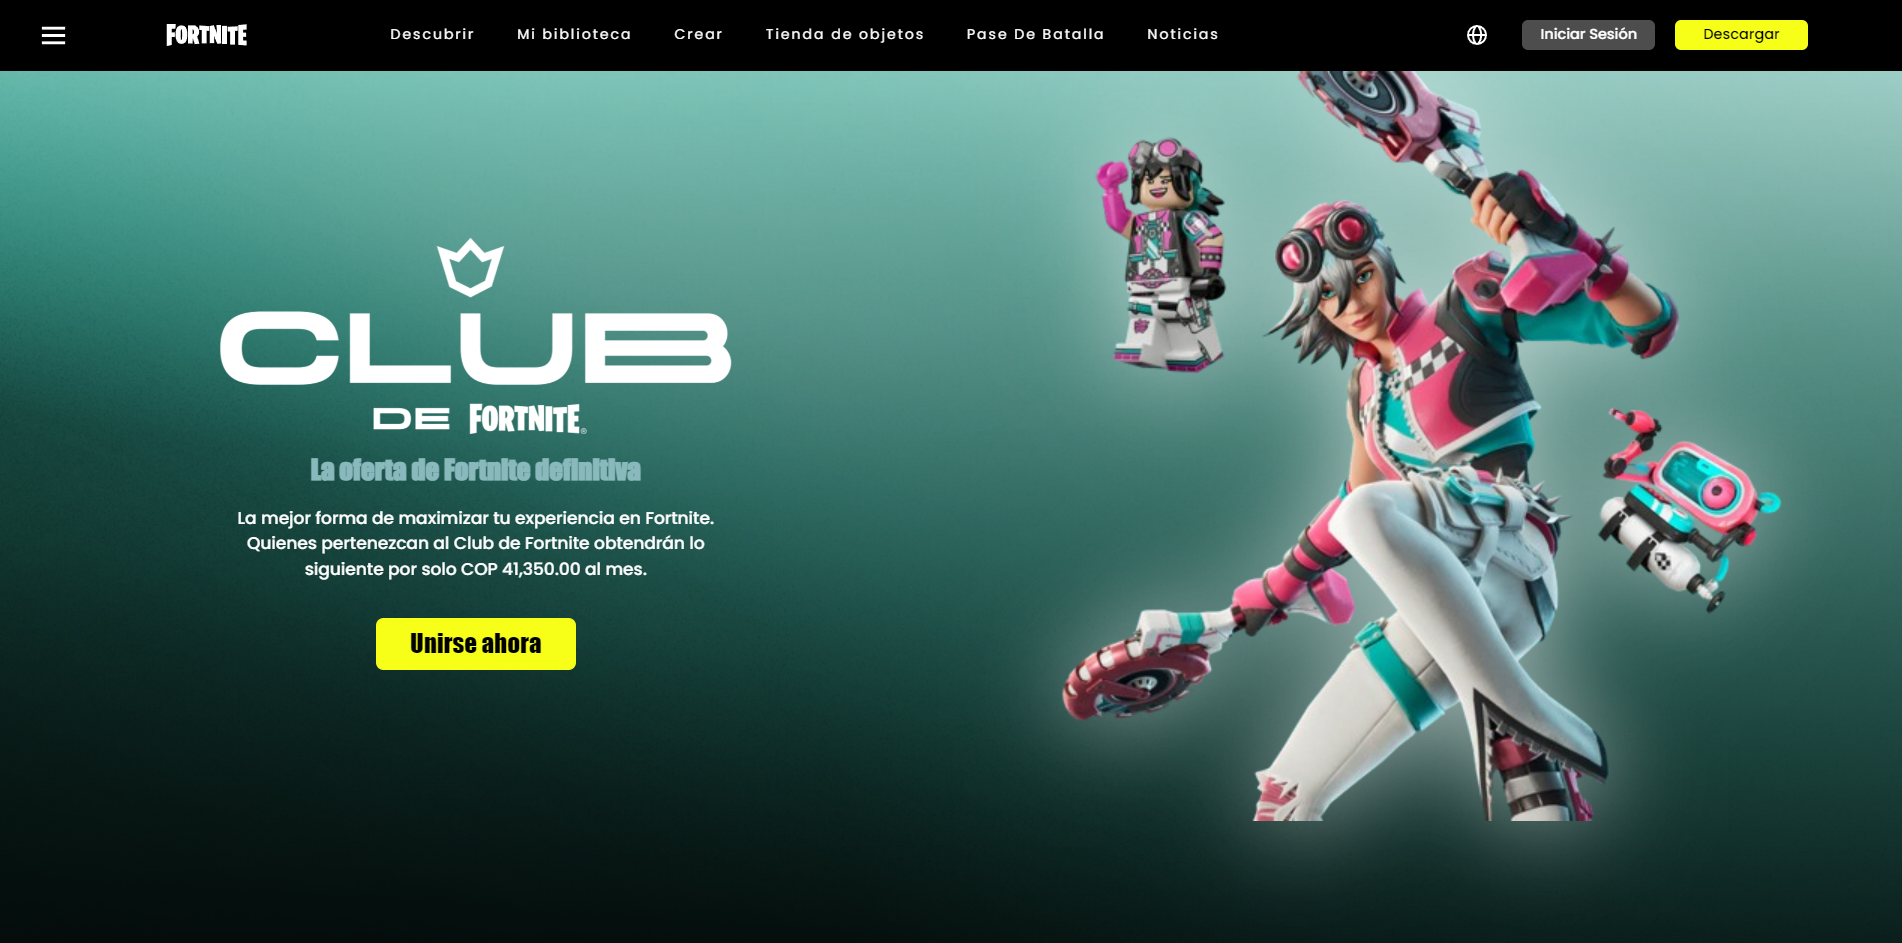 FORTNITE
Descubrir
Mi biblioteca
Crear
Tienda de objetos
Pase De Batalla
Noticias
Iniciar Sesión
Descargar
CLUB
DE FORTNITE®
La oferta de Fortnite definitiva
La mejor forma de maximizar tu experiencia en Fortnite.
Quienes pertenezcan al Club de Fortnite obtendrán lo
siguiente por solo COP 41,350.00 al mes.
Unirse ahora